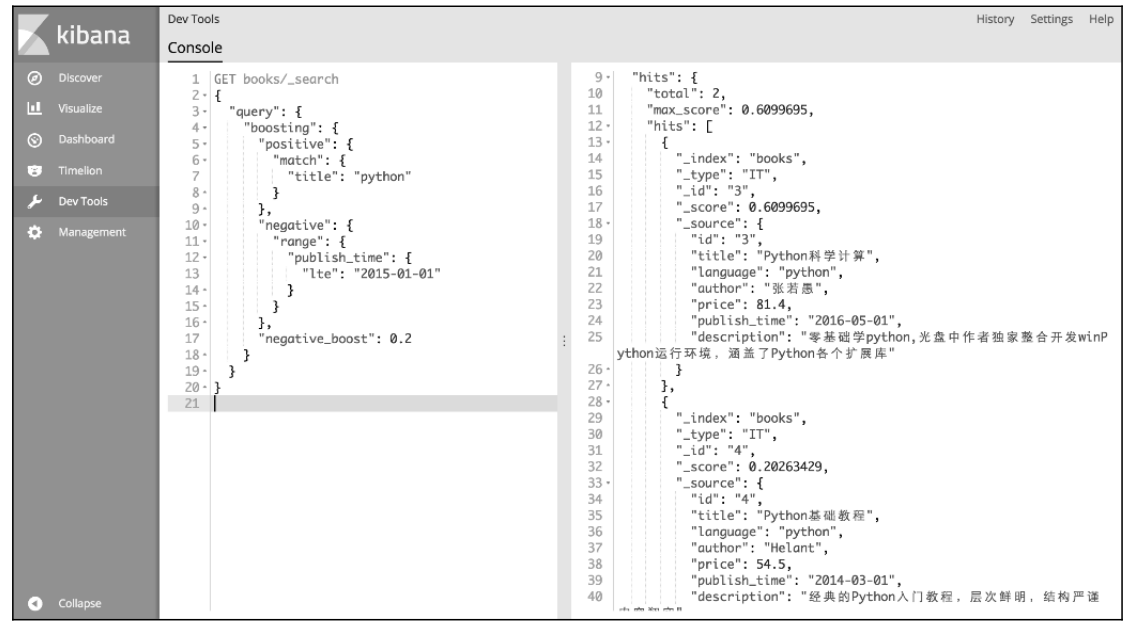 kibana
Discover
Visualize
Dashboard
Timelion
Dev Tools
Management
Collapse
Dev Tools
History Settings Help
Console
1 GET books/_search
2 {
3 "query": {
4 "boosting": {
5 "positive": {
6 "match": {
7 "title": "python"
8 }
9 },
10 "negative": {
11 "range": {
12 "publish_time": {
13 "lte": "2015-01-01"
14 }
15 }
16 },
17 "negative_boost": 0.2
18 }
19 }
20 }
21
9 "hits": {
10 "total": 2,
11 "max_score": 0.6099695,
12 "hits": [
13 {
14 "_index": "books",
15 "_type": "IT",
16 "_id": "3",
17 "_score": 0.6099695,
18 "_source": {
19 "id": "3",
20 "title": "Python科学计算",
21 "language": "python",
22 "author": "张若愚",
23 "price": 81.4,
24 "publish_time": "2016-05-01",
25 "description": "零基础学python,光盘中作者独家整合开发winP
ython运行环境，涵盖了Python各个扩展库"
26 }
27 },
28 {
29 "_index": "books",
30 "_type": "IT",
31 "_id": "4",
32 "_score": 0.20263429,
33 "_source": {
34 "id": "4",
35 "title": "Python基础教程",
36 "language": "python",
37 "author": "Helant",
38 "price": 54.5,
39 "publish_time": "2014-03-01",
40 "description": "经典的Python入门教程，层次鲜明，结构严谨